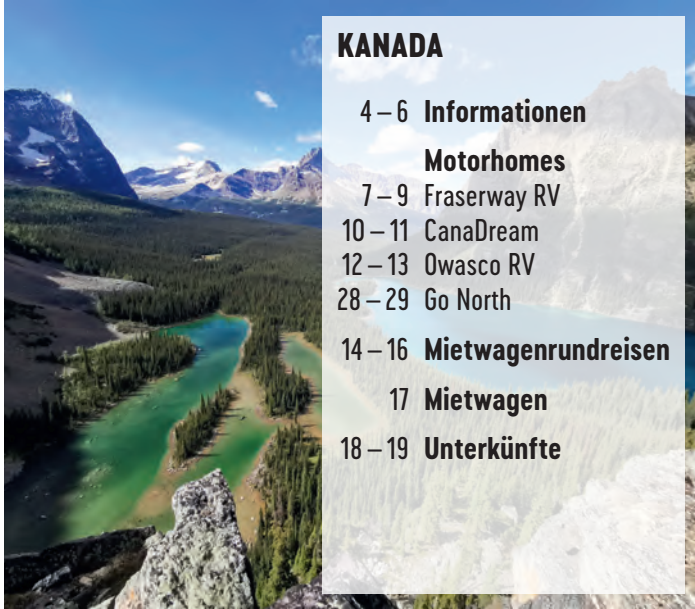 KANADA
4 – 6 Informationen
Motorhomes
7 – 9 Fraserway RV
10 – 11 CanaDream
12 – 13 Owasco RV
28 – 29 Go North
14 – 16 Mietwagenrundreisen
17 Mietwagen
18 – 19 Unterkünfte